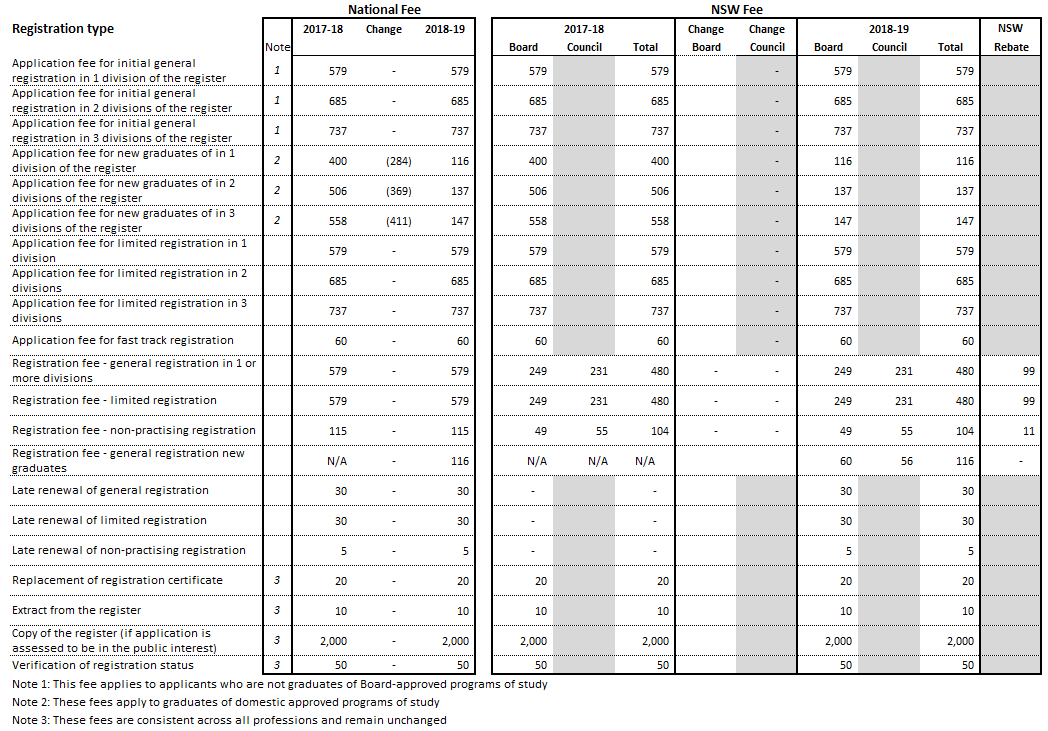 National Fee NSW Fee
Registration type 2017-18 Change 2018-19 2017-18 Change Change 2018-19 NSW
Note Board Council Total Board Council Board Council Total Rebate
Application fee for initial general
registration in 1 division of the register 1 579 - 579 579 579 - 579 579
Application fee for initial general
registration in 2 divisions of the register 1 685 - 685 685 685 - 685 685
Application fee for initial general
registration in 3 divisions of the register 1 737 - 737 737 737 - 737 737
Application fee for new graduates of in 1
division of the register 2 400 (284) 116 400 400 - 116 116
Application fee for new graduates of in 2
divisions of the register 2 506 (369) 137 506 506 - 137 137
Application fee for new graduates of in 3
divisions of the register 2 558 (411) 147 558 558 - 147 147
Application fee for limited registration in 1
division 579 - 579 579 579 - 579 579
Application fee for limited registration in 2
divisions 685 - 685 685 685 - 685 685
Application fee for limited registration in 3
divisions 737 - 737 737 737 - 737 737
Application fee for fast track registration 60 - 60 60 60 - 60 60
Registration fee - general registration in 1 or
more divisions 579 - 579 249 231 480 - - 249 231 480 99
Registration fee - limited registration 579 - 579 249 231 480 - - 249 231 480 99
Registration fee - non-practising registration 115 - 115 49 55 104 - - 49 55 104 11
Registration fee - general registration new
graduates N/A - 116 N/A N/A N/A 60 56 116 -
Late renewal of general registration 30 - 30 - - 30 30
Late renewal of limited registration 30 - 30 - - 30 30
Late renewal of non-practising registration 5 - 5 - - 5 5
Replacement of registration certificate 3 20 - 20 20 20 20 20
Extract from the register 3 10 - 10 10 10 10 10
Copy of the register (if application is
assessed to be in the public interest) 3 2,000 - 2,000 2,000 2,000 2,000 2,000
Verification of registration status 3 50 - 50 50 50 50 50
Note 1: This fee applies to applicants who are not graduates of Board-approved programs of study
Note 2: These fees apply to graduates of domestic approved programs of study
Note 3: These fees are consistent across all professions and remain unchanged